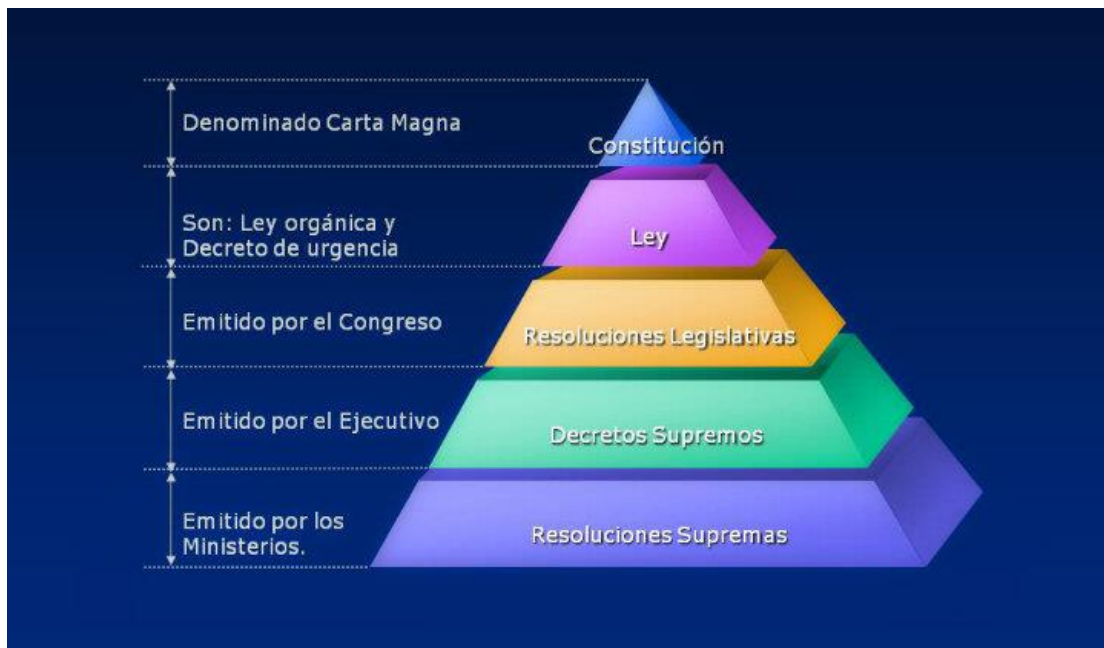 Denominado Carta Magna
Constitución
Son: Ley orgánica y
Decreto de urgencia
Ley
Emitido por el Congreso
Resoluciones Legislativas
Emitido por el Ejecutivo
Decretos Supremos
Emitido por los
Ministerios.
Resoluciones Supremas